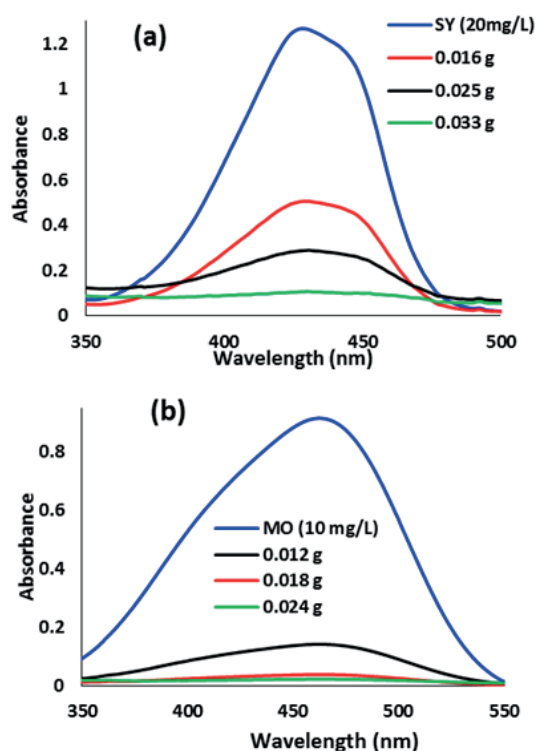 (a)
SY (20mg/L)
0.016 g
0.025 g
0.033 g
Absorbance
1.2
1
0.8
0.6
0.4
0.2
0
350 400 450 500
Wavelength (nm)
(b)
MO (10 mg/L)
0.012 g
0.018 g
0.024 g
Absorbance
0.8
0.6
0.4
0.2
0
350 400 450 500 550
Wavelength (nm)